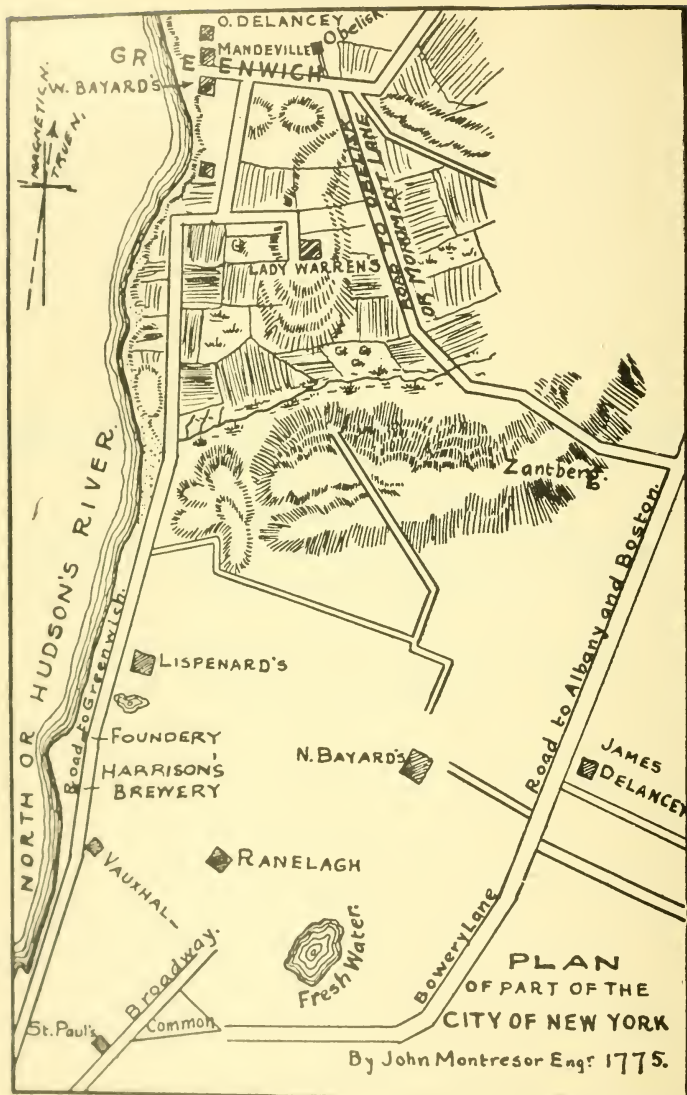 O. DELANCEY
Obelisk.
MANDEVILLE
GREENWICH
W. BAYARD'S
MAGNETIC N.
TRUE N.
ROAD TO OBELISK
OR MONUMENT LANE
LADY WARREN'S
Zantberg.
NORTH OR HUDSON'S RIVER.
Road to Greenwich.
Road to Albany and Boston.
LISPENARD'S
FOUNDERY
HARRISON'S
BREWERY
N. BAYARD'S
JAMES
DELANCEY
VAUXHAL
RANELAGH
Broadway.
Fresh Water.
Bowery Lane
St. Paul's
Common
PLAN
OF PART OF THE
CITY OF NEW YORK
By John Montresor Engr. 1775.